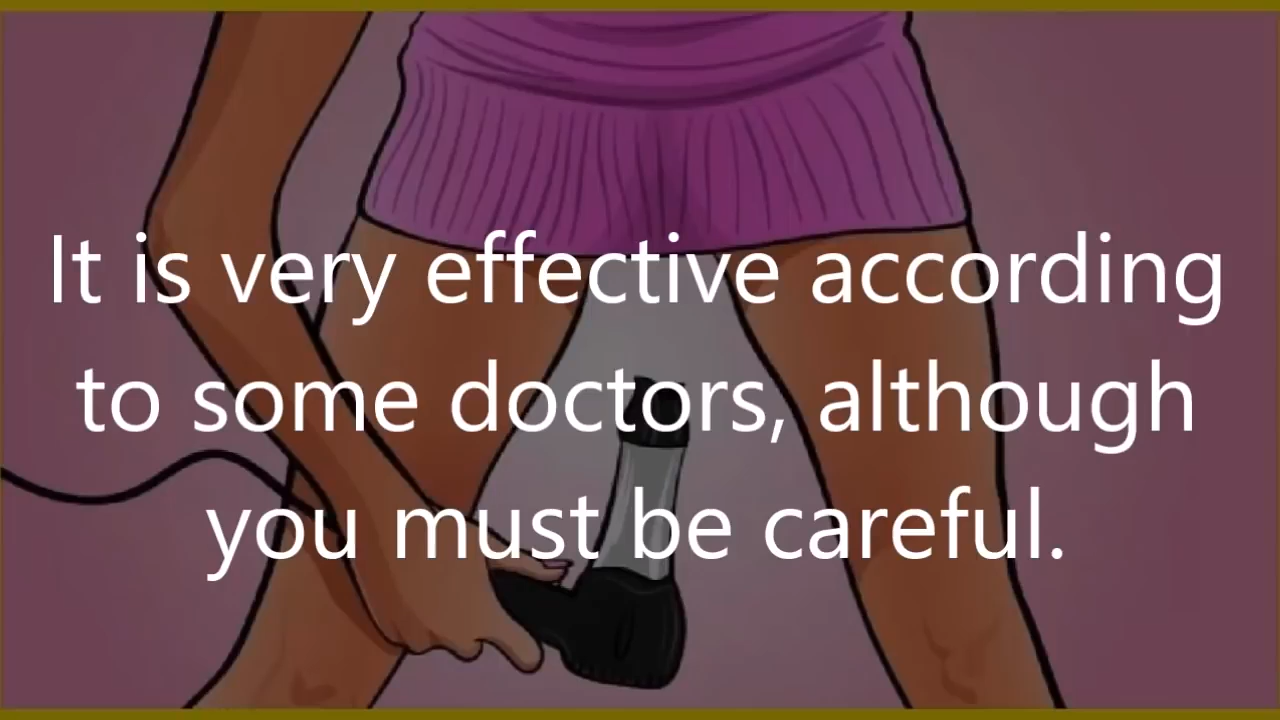 It is very effective according
to some doctors, although
you must be careful.